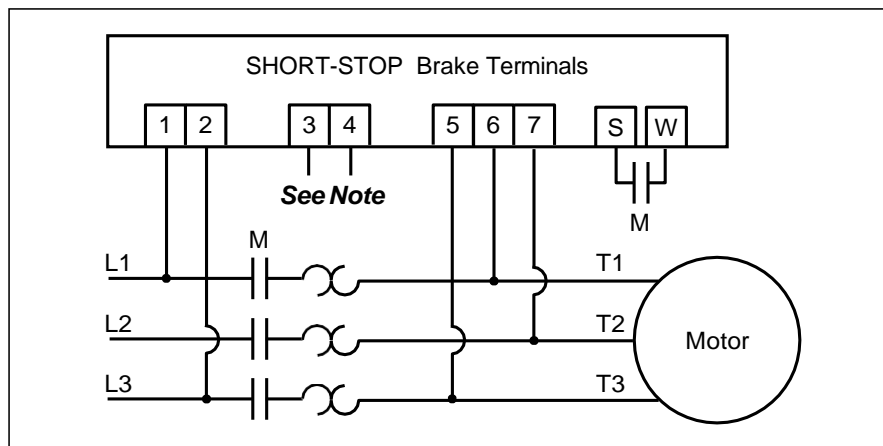 SHORT-STOP Brake Terminals
1 2 3 4 5 6 7 S W
See Note
M
M
L1 T1
L2 T2
Motor
L3 T3